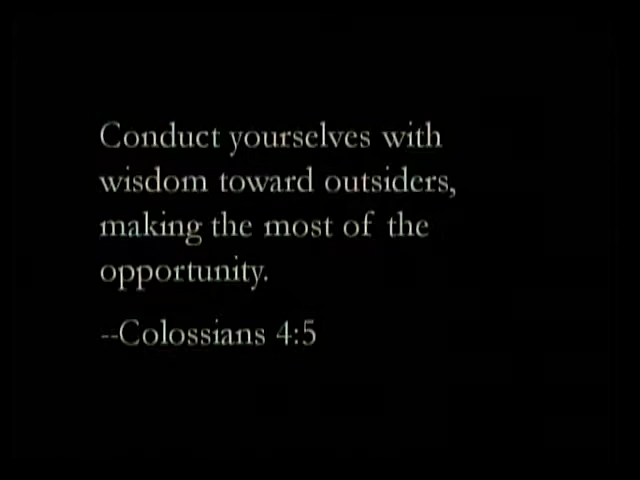 Conduct yourselves with
wisdom toward outsiders,
making the most of the
opportunity.
--Colossians 4:5